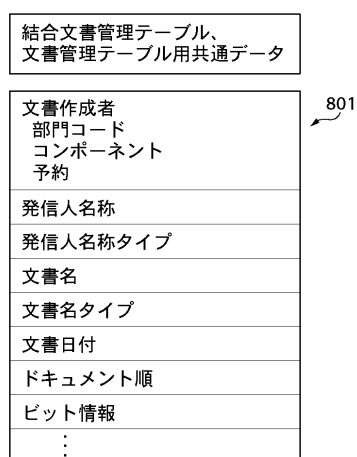 結合文書管理テーブル、
文書管理テーブル用共通データ
801
文書作成者
部門コード
コンポーネント
予約
発信人名称
発信人名称タイプ
文書名
文書名タイプ
文書日付
ドキュメント順
ビット情報
⋮